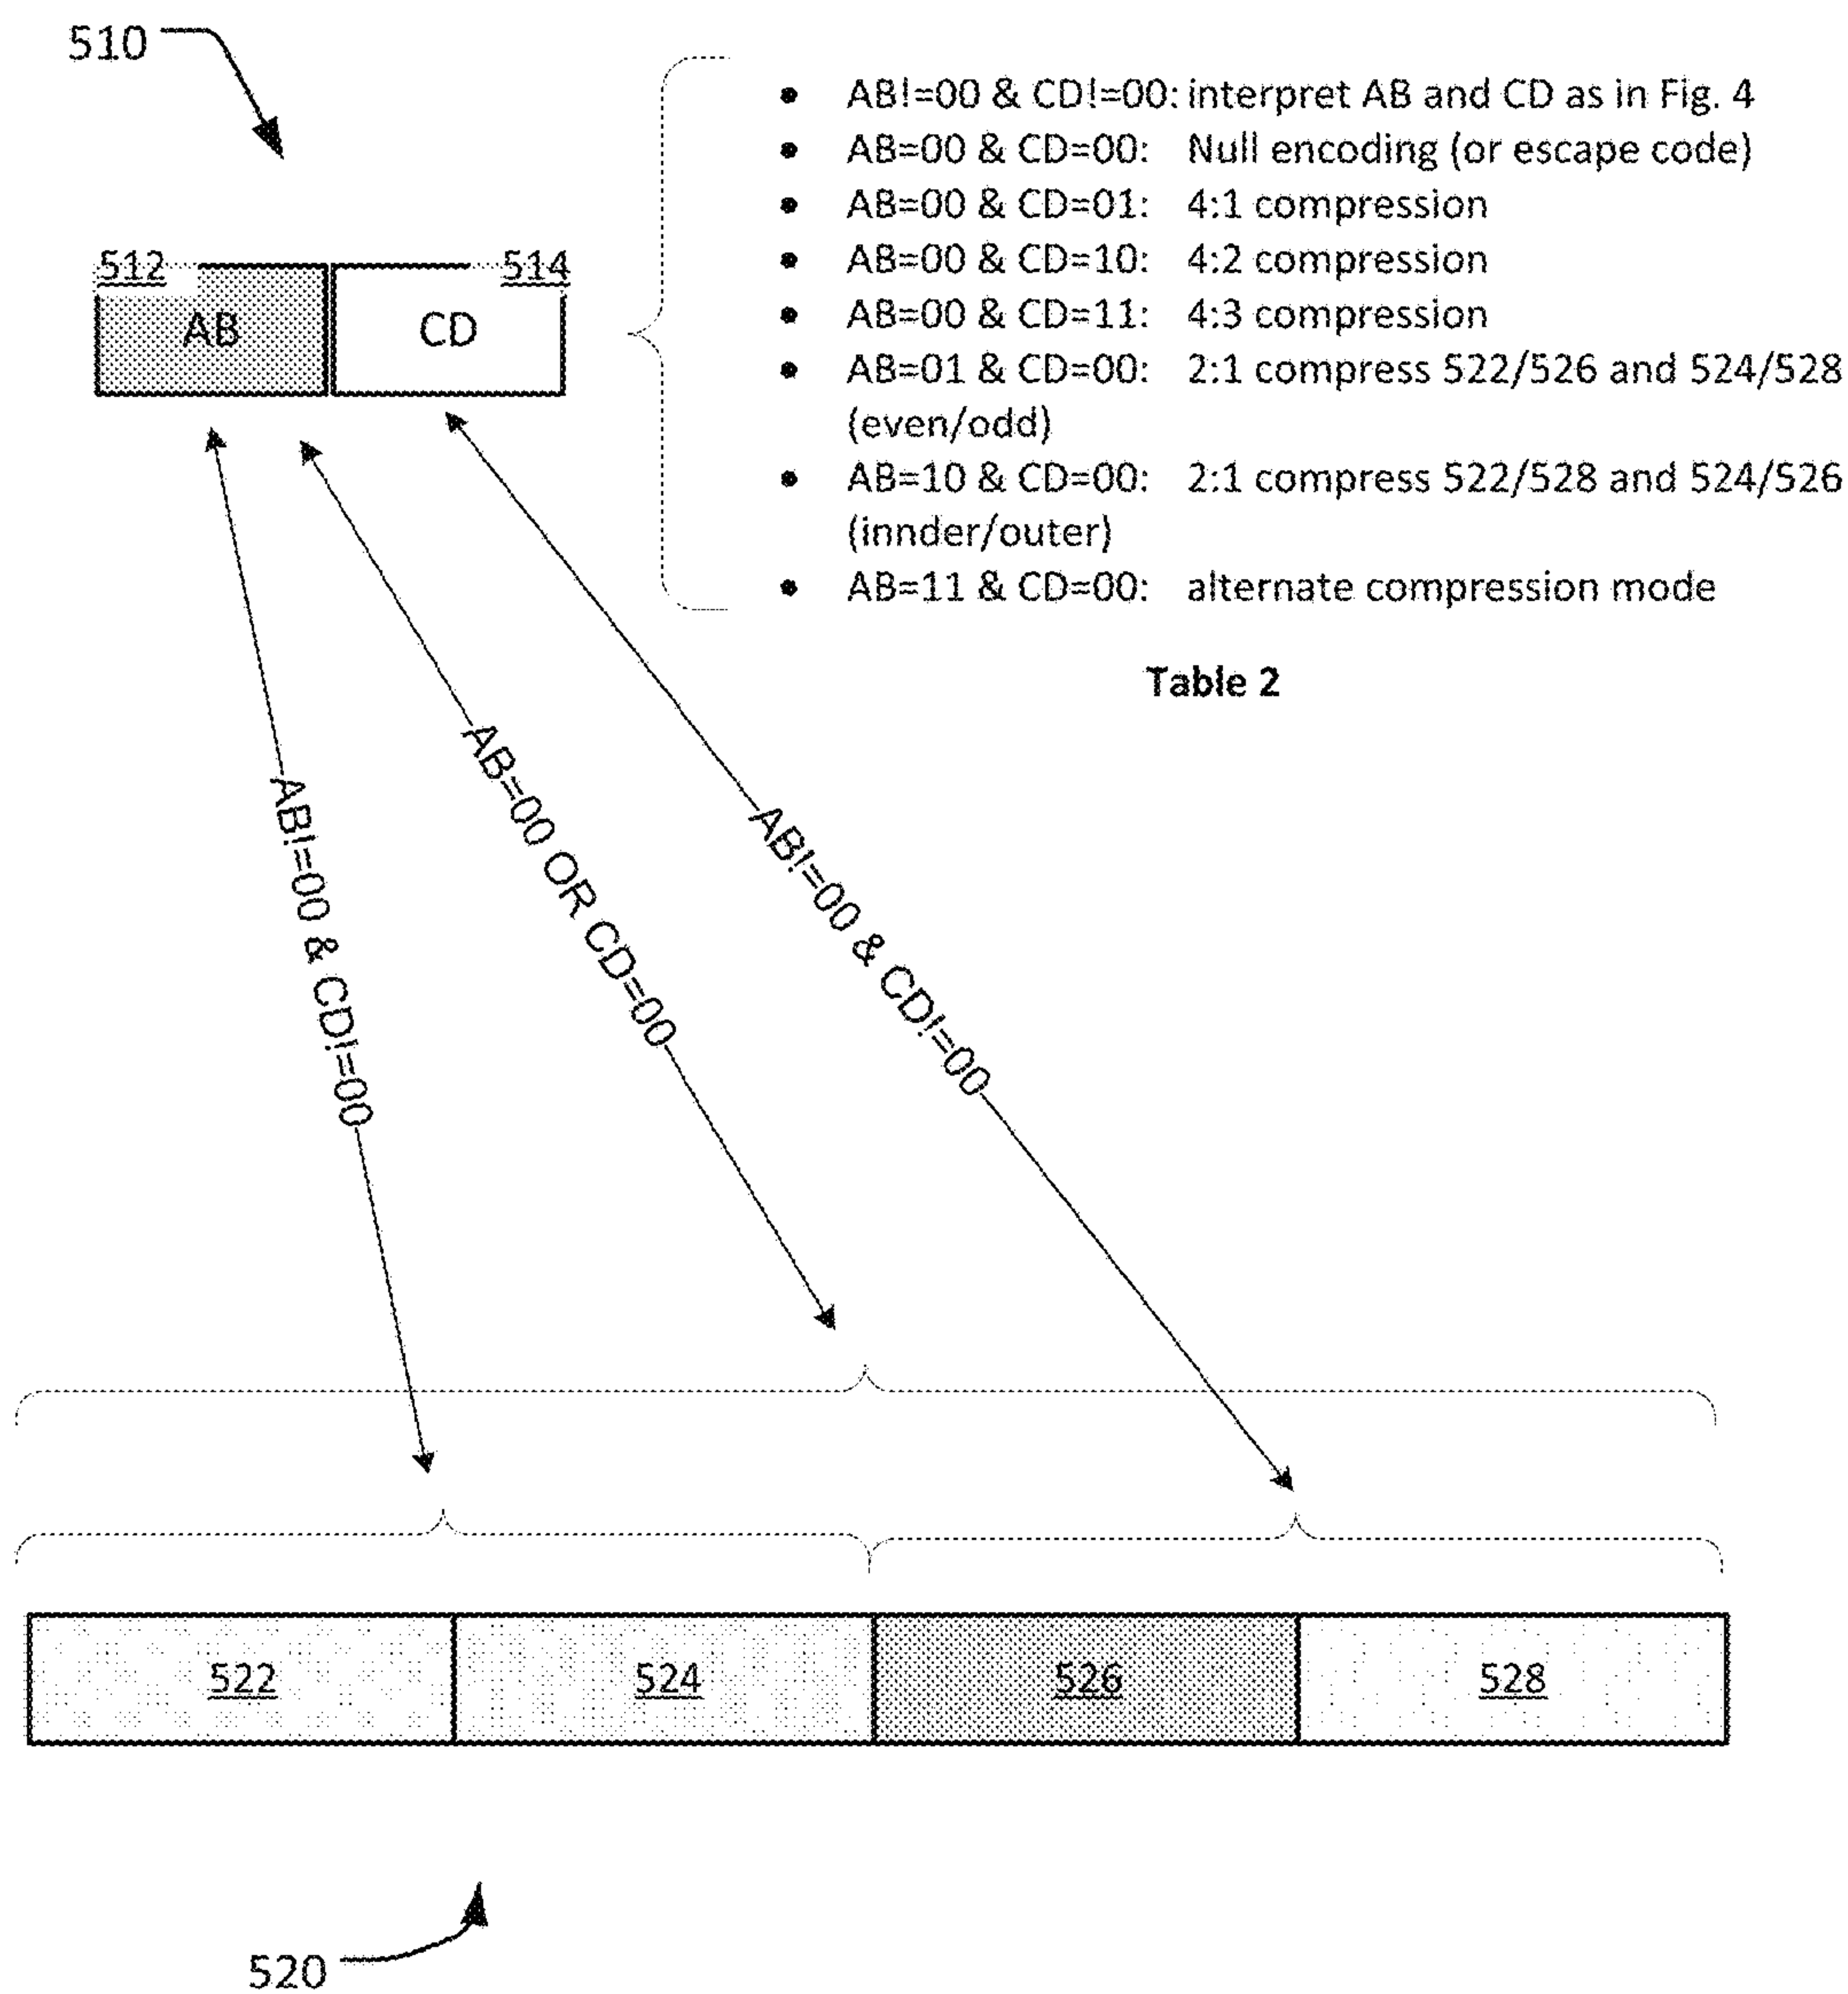 510
AB!=00 & CD!=00: interpret AB and CD as in Fig. 4
AB=00 & CD=00: Null encoding (or escape code)
AB=00 & CD=01: 4:1 compression
AB=00 & CD=10: 4:2 compression
AB=00 & CD=11: 4:3 compression
AB=01 & CD=00: 2:1 compress 522/526 and 524/528
(even/odd)
AB=10 & CD=00: 2:1 compress 522/528 and 524/526
(innder/outer)
AB=11 & CD=00: alternate compression mode
Table 2
512
514
AB
CD
AB!=00 & CD!=00
AB=00 OR CD=00
AB!=00 & CD!=00
522
524
526
528
520